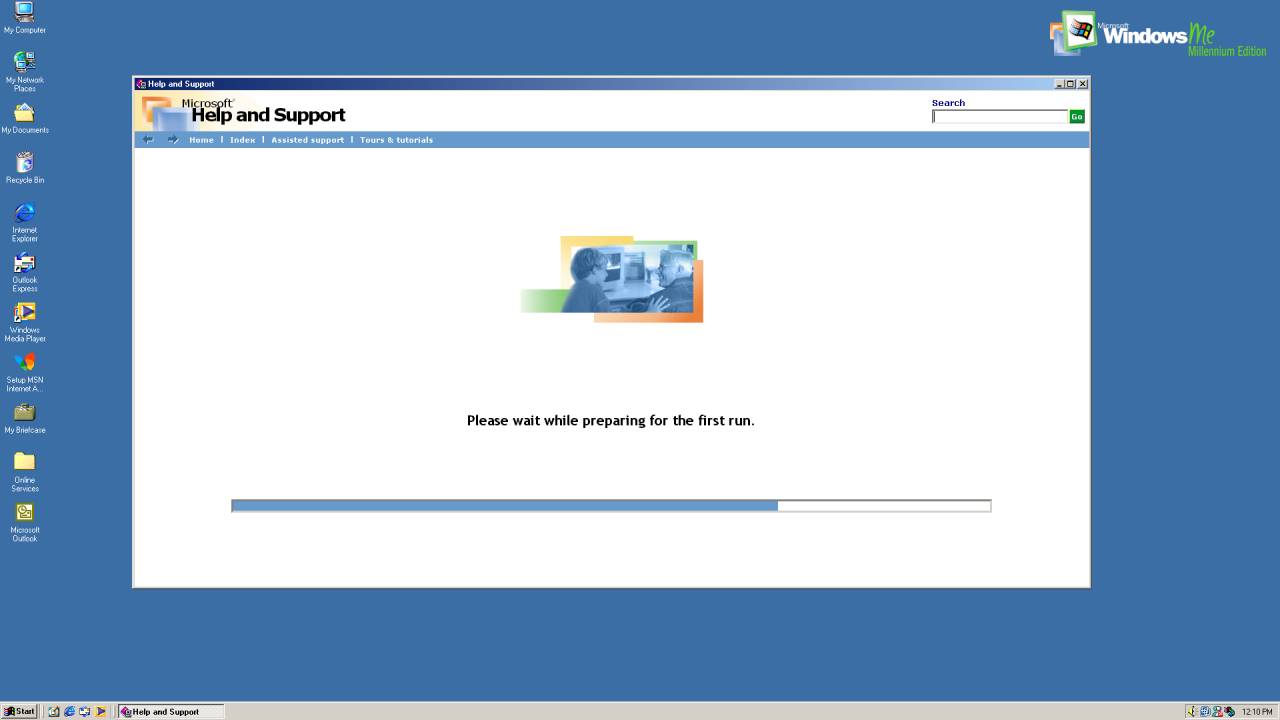 My Computer
My Network
Places
My Documents
Recycle Bin
Internet
Explorer
Outlook
Express
Windows
Media Player
Setup MSN
Internet A...
My Briefcase
Online
Services
Microsoft
Outlook
Microsoft
Windows Me
Millennium Edition
Help and Support
Microsoft
Help and Support
Search
Go
Home | Index | Assisted support | Tours & tutorials
Please wait while preparing for the first run.
Start
Help and Support
12:10 PM